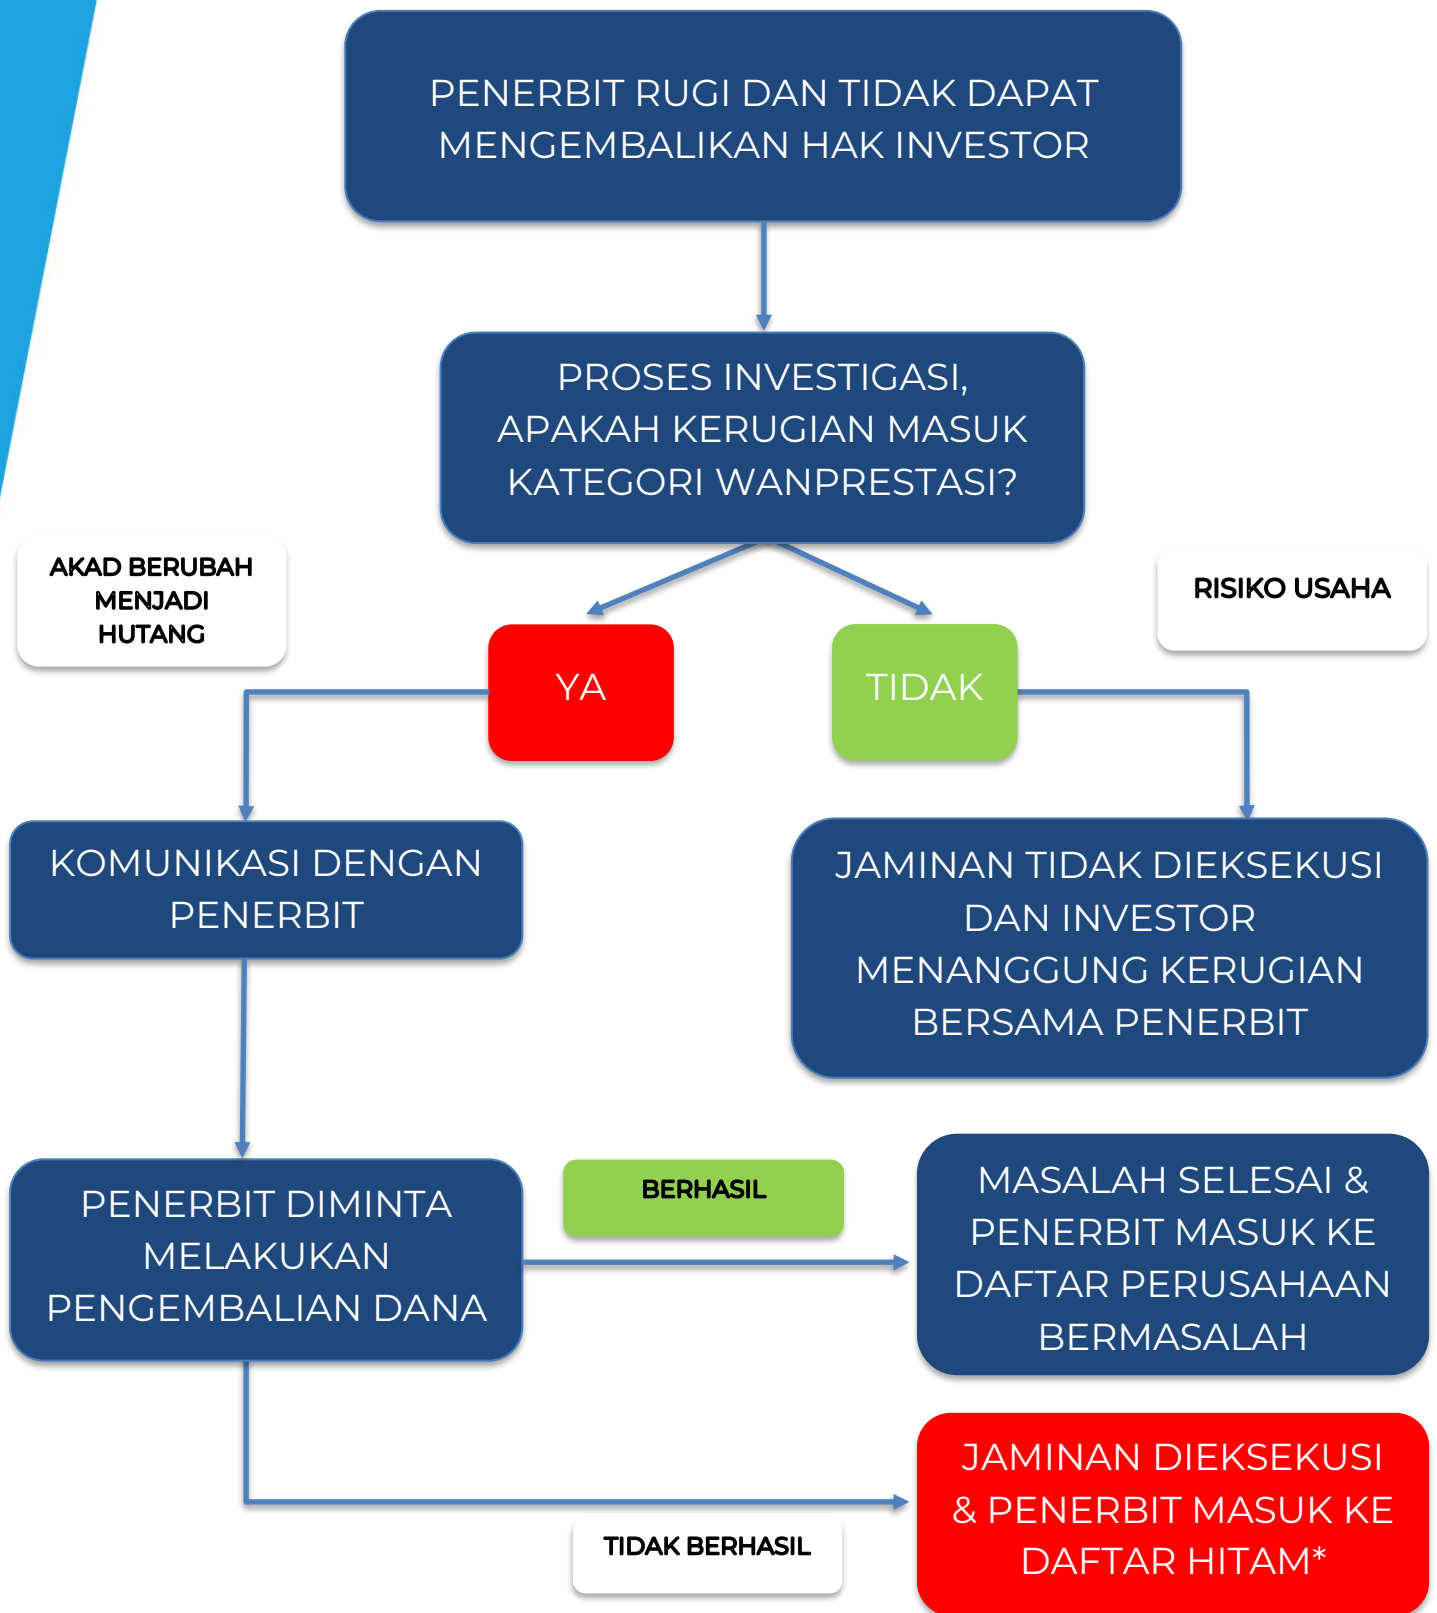 PENERBIT RUGI DAN TIDAK DAPAT
MENGEMBALIKAN HAK INVESTOR
PROSES INVESTIGASI,
APAKAH KERUGIAN MASUK
KATEGORI WANPRESTASI?
AKAD BERUBAH
MENJADI
HUTANG
RISIKO USAHA
YA
TIDAK
KOMUNIKASI DENGAN
PENERBIT
JAMINAN TIDAK DIEKSEKUSI
DAN INVESTOR
MENANGGUNG KERUGIAN
BERSAMA PENERBIT
PENERBIT DIMINTA
MELAKUKAN
PENGEMBALIAN DANA
BERHASIL
MASALAH SELESAI &
PENERBIT MASUK KE
DAFTAR PERUSAHAAN
BERMASALAH
TIDAK BERHASIL
JAMINAN DIEKSEKUSI
& PENERBIT MASUK KE
DAFTAR HITAM*